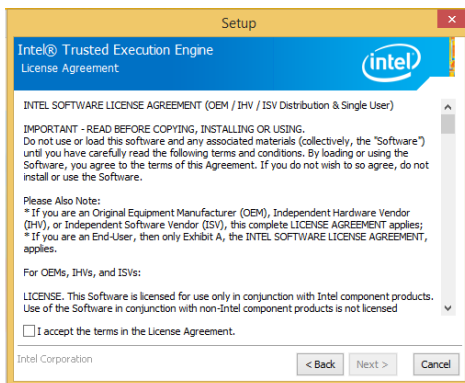 Setup
Intel® Trusted Execution Engine
License Agreement
intel
INTEL SOFTWARE LICENSE AGREEMENT (OEM / IHV / ISV Distribution & Single User)
IMPORTANT - READ BEFORE COPYING, INSTALLING OR USING.
Do not use or load this software and any associated materials (collectively, the "Software")
until you have carefully read the following terms and conditions. By loading or using the
Software, you agree to the terms of this Agreement. If you do not wish to so agree, do not
install or use the Software.
Please Also Note:
* If you are an Original Equipment Manufacturer (OEM), Independent Hardware Vendor
(IHV), or Independent Software Vendor (ISV), this complete LICENSE AGREEMENT applies;
* If you are an End-User, then only Exhibit A, the INTEL SOFTWARE LICENSE AGREEMENT,
applies.
For OEMs, IHVs, and ISVs:
LICENSE. This Software is licensed for use only in conjunction with Intel component products.
Use of the Software in conjunction with non-Intel component products is not licensed
I accept the terms in the License Agreement.
Intel Corporation
< Back Next > Cancel